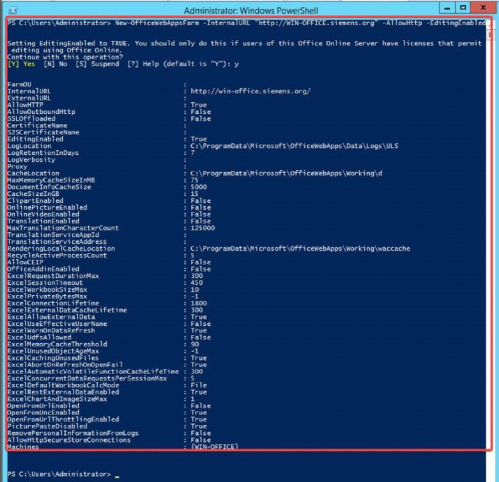 Administrator: Windows PowerShell
PS C:\Users\Administrator> New-OfficeWebAppsFarm -InternalURL "http://WIN-OFFICE.siemens.org" -AllowHttp -EditingEnabled
Setting EditingEnabled to TRUE. You should only do this if users of this Office Online Server have licenses that permit
editing using Office Online.
Continue with this operation?
[Y] Yes [N] No [S] Suspend [?] Help (default is "Y"): y
FarmOU :
InternalURL : http://win-office.siemens.org/
ExternalURL :
AllowHTTP : True
AllowOutboundHttp : False
SSLOffloaded : False
CertificateName :
S2SCertificateName :
EditingEnabled : True
LogLocation : C:\ProgramData\Microsoft\OfficeWebApps\Data\Logs\ULS
LogRetentionInDays : 7
LogVerbosity :
Proxy :
CacheLocation : C:\ProgramData\Microsoft\OfficeWebApps\Working\d
MaxMemoryCacheSizeInMB : 75
DocumentInfoCacheSize : 5000
CacheSizeInGB : 15
ClipartEnabled : False
OnlinePictureEnabled : False
OnlineVideoEnabled : False
TranslationEnabled : False
MaxTranslationCharacterCount : 125000
TranslationServiceAppId :
TranslationServiceAddress :
RenderingLocalCacheLocation : C:\ProgramData\Microsoft\OfficeWebApps\Working\waccache
RecycleActiveProcessCount : 5
AllowCEIP : False
OfficeAddinEnabled : False
ExcelRequestDurationMax : 300
ExcelSessionTimeout : 450
ExcelWorkbookSizeMax : 10
ExcelPrivateBytesMax : -1
ExcelConnectionLifetime : 1800
ExcelExternalDataCacheLifetime : 300
ExcelAllowExternalData : True
ExcelUseEffectiveUserName : False
ExcelWarnOnDataRefresh : True
ExcelUdfsAllowed : False
ExcelMemoryCacheThreshold : 90
ExcelUnusedObjectAgeMax : -1
ExcelCachingUnusedFiles : True
ExcelAbortOnRefreshOnOpenFail : True
ExcelAutomaticVolatileFunctionCacheLifeTime : 300
ExcelConcurrentDataRequestsPerSessionMax : 5
ExcelDefaultWorkbookCalcMode : File
ExcelRestExternalDataEnabled : True
ExcelChartAndImageSizeMax : 1
OpenFromUrlEnabled : False
OpenFromUncEnabled : True
OpenFromUrlThrottlingEnabled : True
PicturePasteDisabled : True
RemovePersonalInformationFromLogs : False
AllowHttpSecureStoreConnections : False
Machines : {WIN-OFFICE}
PS C:\Users\Administrator> _